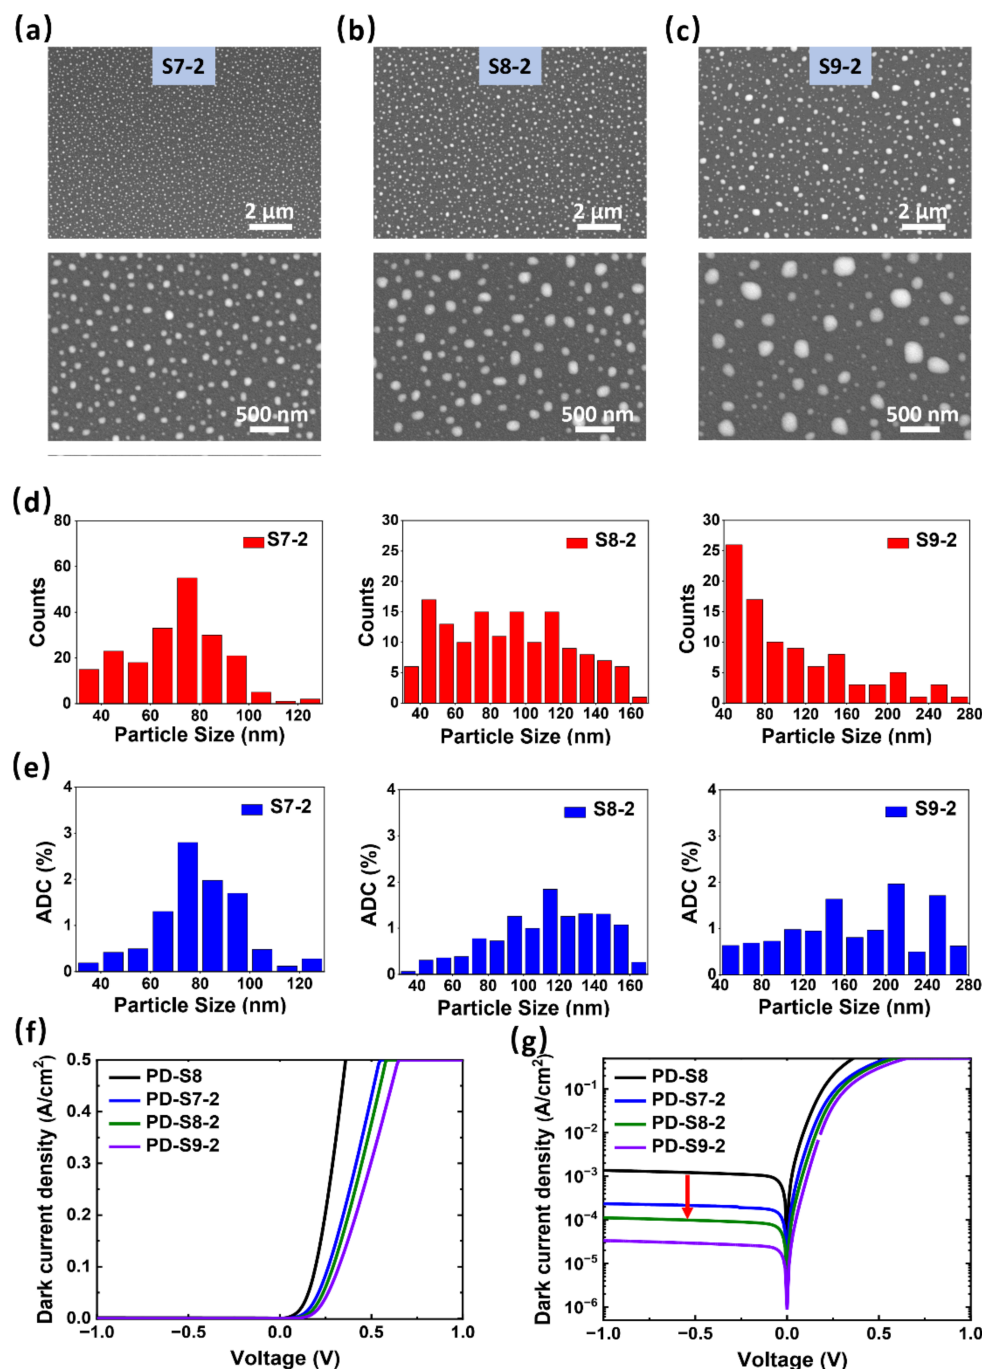 (a)
(b)
(c)
S7-2
S8-2
S9-2
2 μm
2 μm
2 μm
500 nm
500 nm
500 nm
(d)
80
60
40
20
0
Counts
S7-2
40 60 80 100 120
Particle Size (nm)
30
25
20
15
10
5
0
Counts
S8-2
40 60 80 100 120 140 160
Particle Size (nm)
30
25
20
15
10
5
0
Counts
S9-2
40 80 120 160 200 240 280
Particle Size (nm)
(e)
4
3
2
1
0
ADC (%)
S7-2
40 60 80 100 120
Particle Size (nm)
4
3
2
1
0
ADC (%)
S8-2
40 60 80 100 120 140 160
Particle Size (nm)
4
3
2
1
0
ADC (%)
S9-2
40 80 120 160 200 240 280
Particle Size (nm)
(f)
0.5
0.4
0.3
0.2
0.1
0.0
Dark current density (A/cm²)
PD-S8
PD-S7-2
PD-S8-2
PD-S9-2
−1.0 −0.5 0.0 0.5 1.0
Voltage (V)
(g)
10⁻¹
10⁻²
10⁻³
10⁻⁴
10⁻⁵
10⁻⁶
Dark current density (A/cm²)
PD-S8
PD-S7-2
PD-S8-2
PD-S9-2
−1.0 −0.5 0.0 0.5 1.0
Voltage (V)